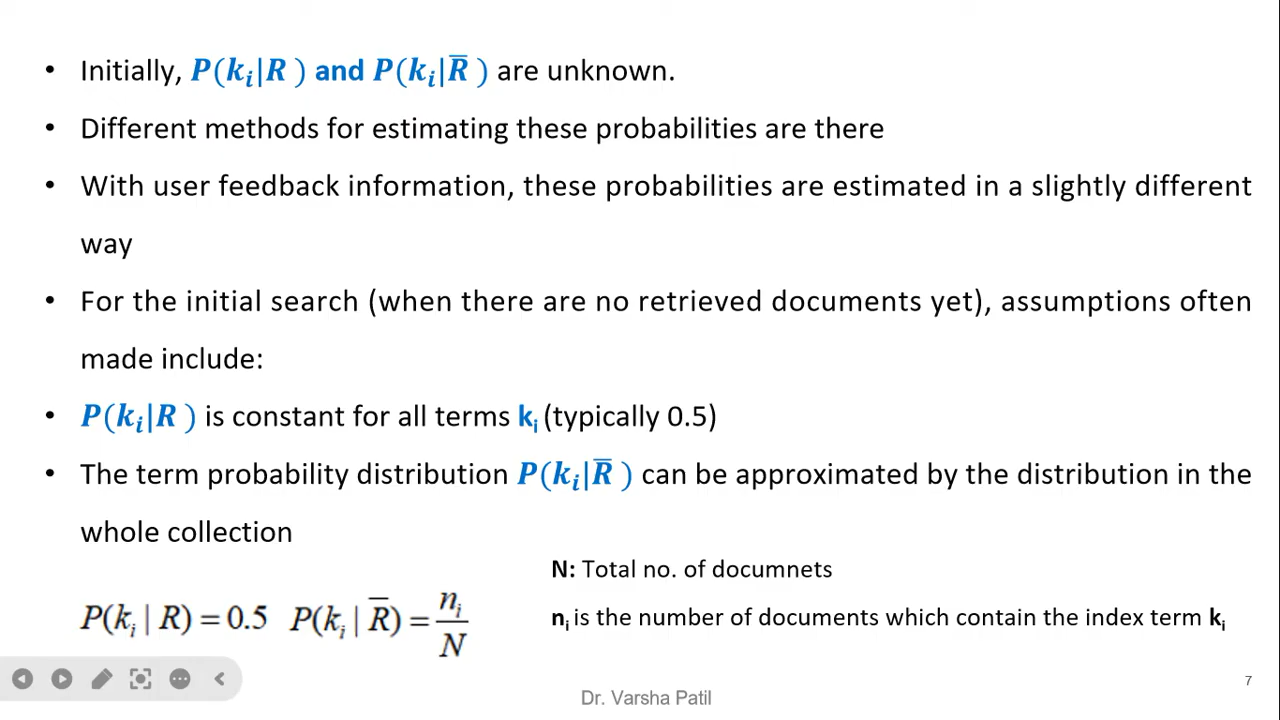 • Initially, P(kᵢ|R ) and P(kᵢ|R̅ ) are unknown.
• Different methods for estimating these probabilities are there
• With user feedback information, these probabilities are estimated in a slightly different
way
• For the initial search (when there are no retrieved documents yet), assumptions often
made include:
• P(kᵢ|R ) is constant for all terms kᵢ (typically 0.5)
• The term probability distribution P(kᵢ|R̅ ) can be approximated by the distribution in the
whole collection
P(kᵢ | R) = 0.5 P(kᵢ | R̅) = nᵢ/N
N: Total no. of documnets
nᵢ is the number of documents which contain the index term kᵢ
7
Dr. Varsha Patil